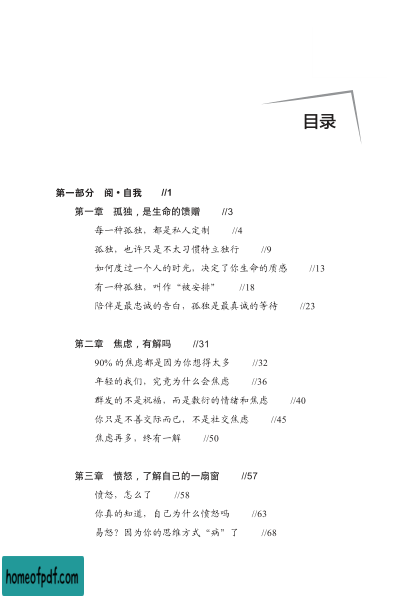 目录
第一部分 阅·自我 //1
第一章 孤独，是生命的馈赠 //3
每一种孤独，都是私人定制 //4
孤独，也许只是不太习惯特立独行 //9
如何度过一个人的时光，决定了你生命的质感 //13
有一种孤独，叫作“被安排” //18
陪伴是最忠诚的告白，孤独是最真诚的等待 //23
第二章 焦虑，有解吗 //31
90% 的焦虑都是因为你想得太多 //32
年轻的我们，究竟为什么会焦虑 //36
群发的不是祝福，而是敷衍的情绪和焦虑 //40
你只是不善交际而已，不是社交焦虑 //45
焦虑再多，终有一解 //50
第三章 愤怒，了解自己的一扇窗 //57
愤怒，怎么了 //58
你真的知道，自己为什么愤怒吗 //63
易怒？因为你的思维方式“病”了 //68
homeofpdf.com